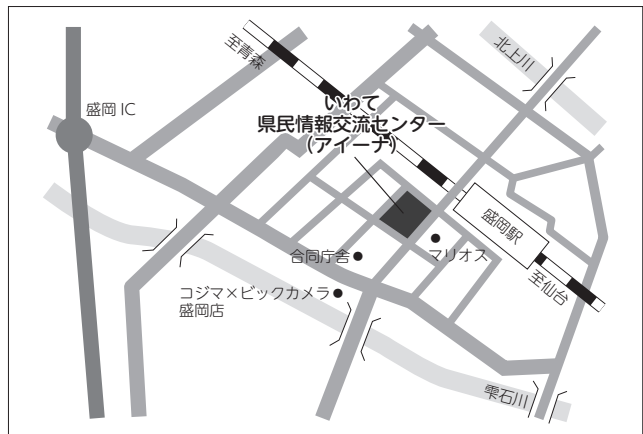 至青森
北上川
盛岡 IC
いわて
県民情報交流センター
(アイーナ)
盛岡駅
マリオス
合同庁舎
至仙台
コジマ×ビックカメラ
盛岡店
雫石川